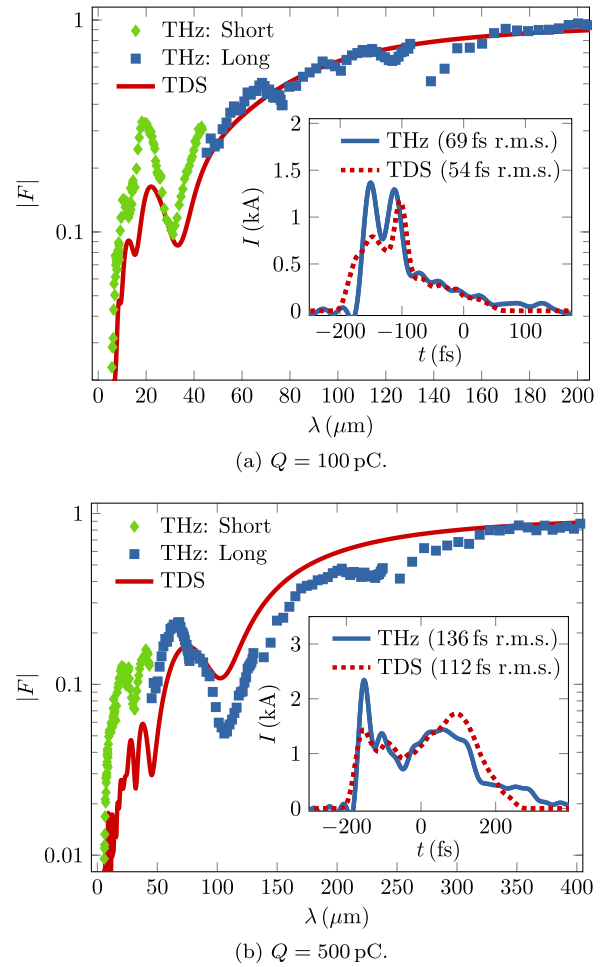 THz: Short
THz: Long
TDS
1
0.1
|F|
2
1.5
1
0.5
0
I (kA)
THz (69 fs r.m.s.)
TDS (54 fs r.m.s.)
−200 −100 0 100
t (fs)
0 20 40 60 80 100 120 140 160 180 200
λ (μm)
(a) Q = 100 pC.
THz: Short
THz: Long
TDS
1
0.1
0.01
|F|
3
2
1
0
I (kA)
THz (136 fs r.m.s.)
TDS (112 fs r.m.s.)
−200 0 200
t (fs)
0 50 100 150 200 250 300 350 400
λ (μm)
(b) Q = 500 pC.